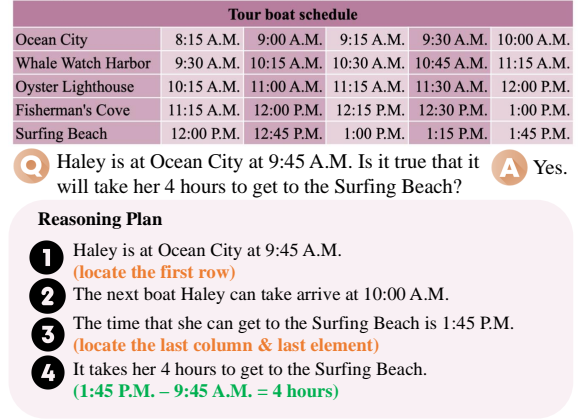 Tour boat schedule
Ocean City 8:15 A.M. 9:00 A.M. 9:15 A.M. 9:30 A.M. 10:00 A.M.
Whale Watch Harbor 9:30 A.M. 10:15 A.M. 10:30 A.M. 10:45 A.M. 11:15 A.M.
Oyster Lighthouse 10:15 A.M. 11:00 A.M. 11:15 A.M. 11:30 A.M. 12:00 P.M.
Fisherman's Cove 11:15 A.M. 12:00 P.M. 12:15 P.M. 12:30 P.M. 1:00 P.M.
Surfing Beach 12:00 P.M. 12:45 P.M. 1:00 P.M. 1:15 P.M. 1:45 P.M.
Q Haley is at Ocean City at 9:45 A.M. Is it true that it
will take her 4 hours to get to the Surfing Beach?
A Yes.
Reasoning Plan
1 Haley is at Ocean City at 9:45 A.M.
(locate the first row)
2 The next boat Haley can take arrive at 10:00 A.M.
3 The time that she can get to the Surfing Beach is 1:45 P.M.
(locate the last column & last element)
4 It takes her 4 hours to get to the Surfing Beach.
(1:45 P.M. – 9:45 A.M. = 4 hours)